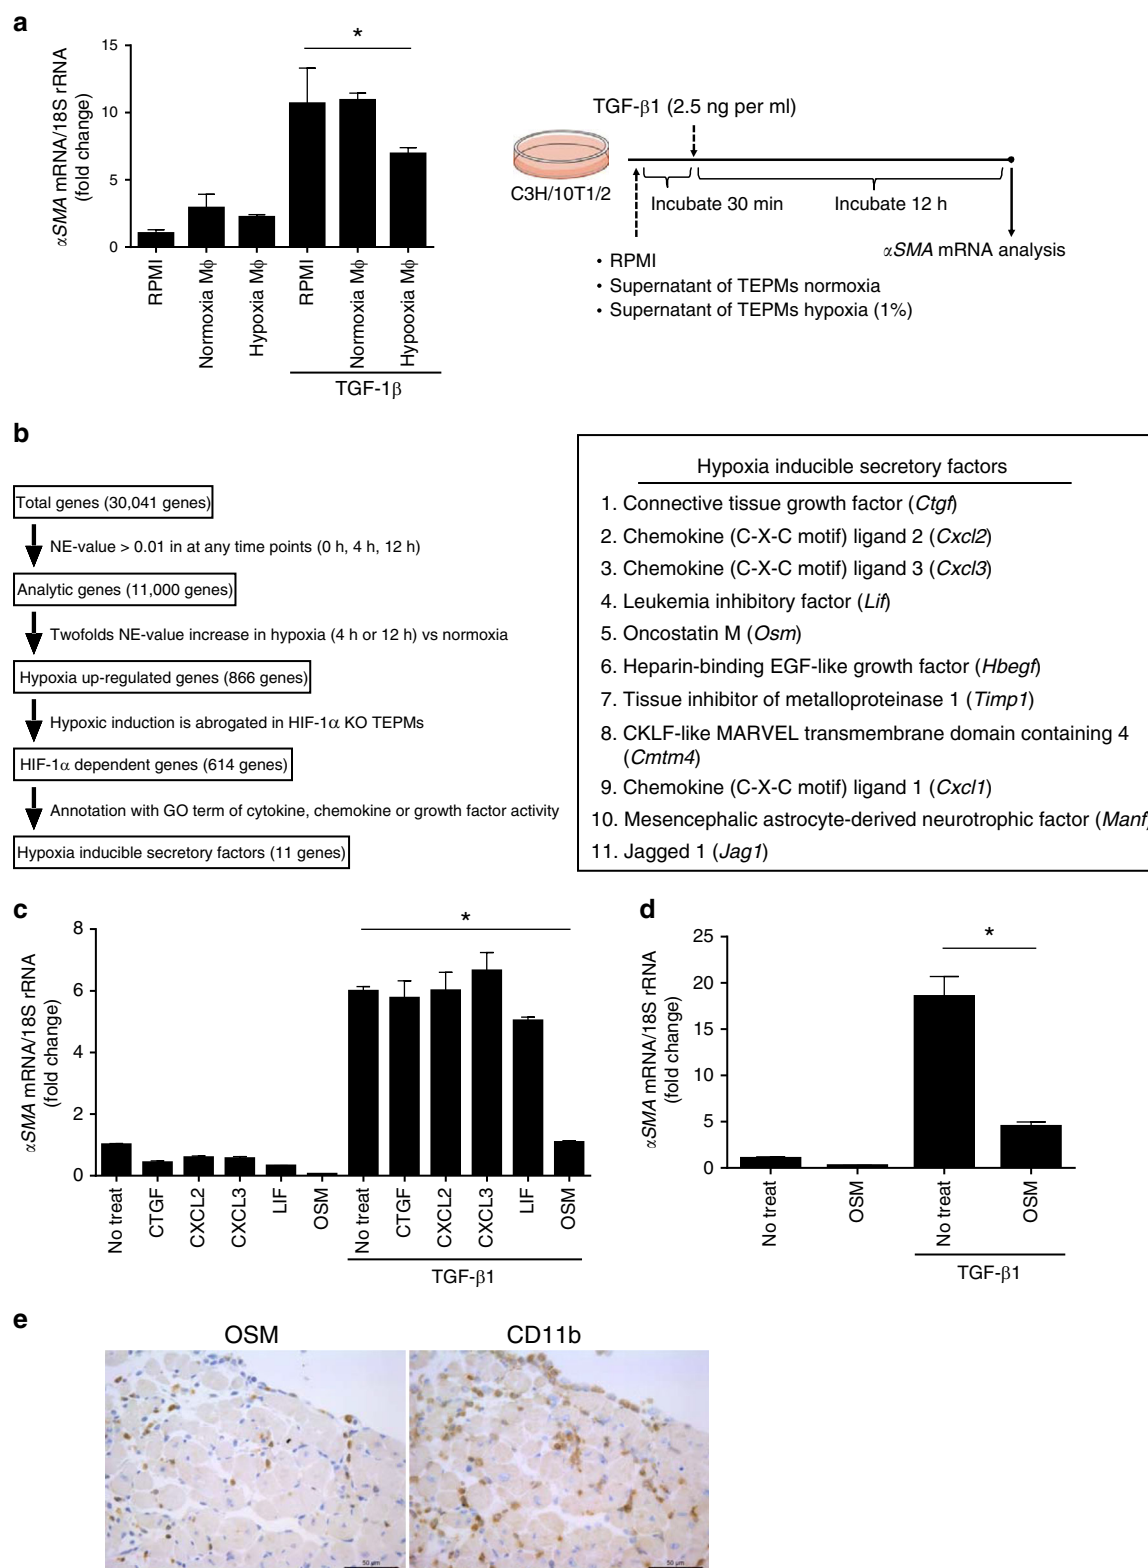 a
αSMA mRNA/18S rRNA
(fold change)
15
10
5
0
*
RPMI
Normoxia Mϕ
Hypoxia Mϕ
RPMI
Normoxia Mϕ
Hypooxia Mϕ
TGF-1β
TGF-β1 (2.5 ng per ml)
C3H/10T1/2
Incubate 30 min
Incubate 12 h
αSMA mRNA analysis
• RPMI
• Supernatant of TEPMs normoxia
• Supernatant of TEPMs hypoxia (1%)
b
Total genes (30,041 genes)
NE-value > 0.01 in at any time points (0 h, 4 h, 12 h)
Analytic genes (11,000 genes)
Twofolds NE-value increase in hypoxia (4 h or 12 h) vs normoxia
Hypoxia up-regulated genes (866 genes)
Hypoxic induction is abrogated in HIF-1α KO TEPMs
HIF-1α dependent genes (614 genes)
Annotation with GO term of cytokine, chemokine or growth factor activity
Hypoxia inducible secretory factors (11 genes)
Hypoxia inducible secretory factors
1. Connective tissue growth factor (Ctgf)
2. Chemokine (C-X-C motif) ligand 2 (Cxcl2)
3. Chemokine (C-X-C motif) ligand 3 (Cxcl3)
4. Leukemia inhibitory factor (Lif)
5. Oncostatin M (Osm)
6. Heparin-binding EGF-like growth factor (Hbegf)
7. Tissue inhibitor of metalloproteinase 1 (Timp1)
8. CKLF-like MARVEL transmembrane domain containing 4
(Cmtm4)
9. Chemokine (C-X-C motif) ligand 1 (Cxcl1)
10. Mesencephalic astrocyte-derived neurotrophic factor (Manf)
11. Jagged 1 (Jag1)
c
αSMA mRNA/18S rRNA
(fold change)
8
6
4
2
0
*
No treat
CTGF
CXCL2
CXCL3
LIF
OSM
No treat
CTGF
CXCL2
CXCL3
LIF
OSM
TGF-β1
d
αSMA mRNA/18S rRNA
(fold change)
25
20
15
10
5
0
*
No treat
OSM
No treat
OSM
TGF-β1
e
OSM
CD11b
50 µm
50 µm